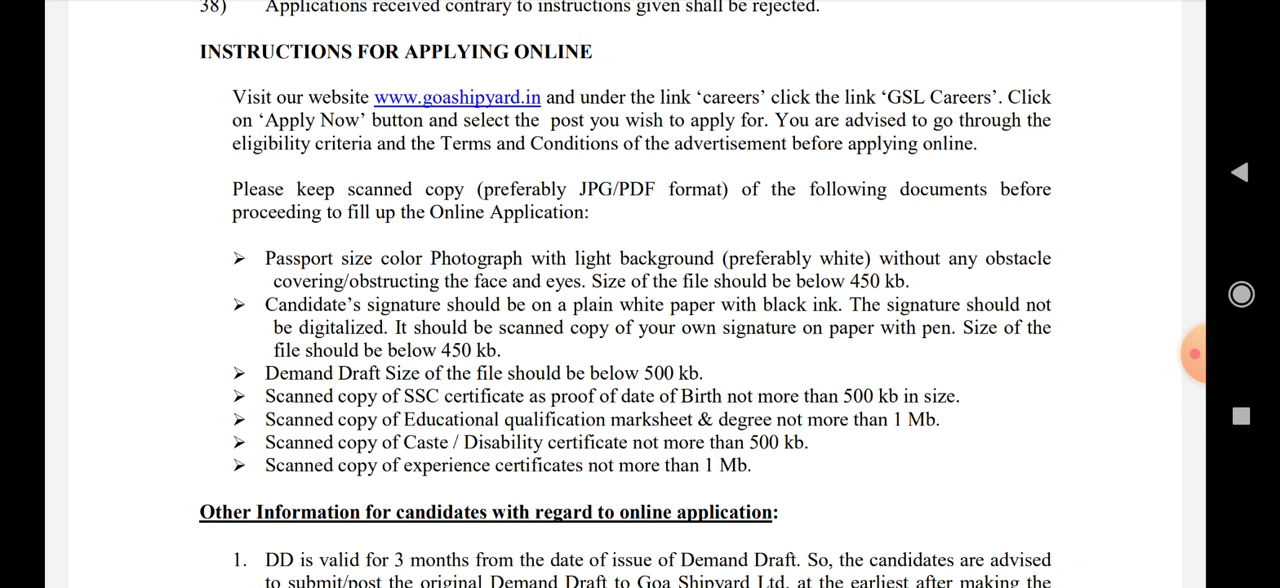 38) Applications received contrary to instructions given shall be rejected.
INSTRUCTIONS FOR APPLYING ONLINE
Visit our website www.goashipyard.in and under the link ‘careers’ click the link ‘GSL Careers’. Click
on ‘Apply Now’ button and select the post you wish to apply for. You are advised to go through the
eligibility criteria and the Terms and Conditions of the advertisement before applying online.
Please keep scanned copy (preferably JPG/PDF format) of the following documents before
proceeding to fill up the Online Application:
➢ Passport size color Photograph with light background (preferably white) without any obstacle
covering/obstructing the face and eyes. Size of the file should be below 450 kb.
➢ Candidate’s signature should be on a plain white paper with black ink. The signature should not
be digitalized. It should be scanned copy of your own signature on paper with pen. Size of the
file should be below 450 kb.
➢ Demand Draft Size of the file should be below 500 kb.
➢ Scanned copy of SSC certificate as proof of date of Birth not more than 500 kb in size.
➢ Scanned copy of Educational qualification marksheet & degree not more than 1 Mb.
➢ Scanned copy of Caste / Disability certificate not more than 500 kb.
➢ Scanned copy of experience certificates not more than 1 Mb.
Other Information for candidates with regard to online application:
1. DD is valid for 3 months from the date of issue of Demand Draft. So, the candidates are advised
to submit/post the original Demand Draft to Goa Shipyard Ltd. at the earliest after making the